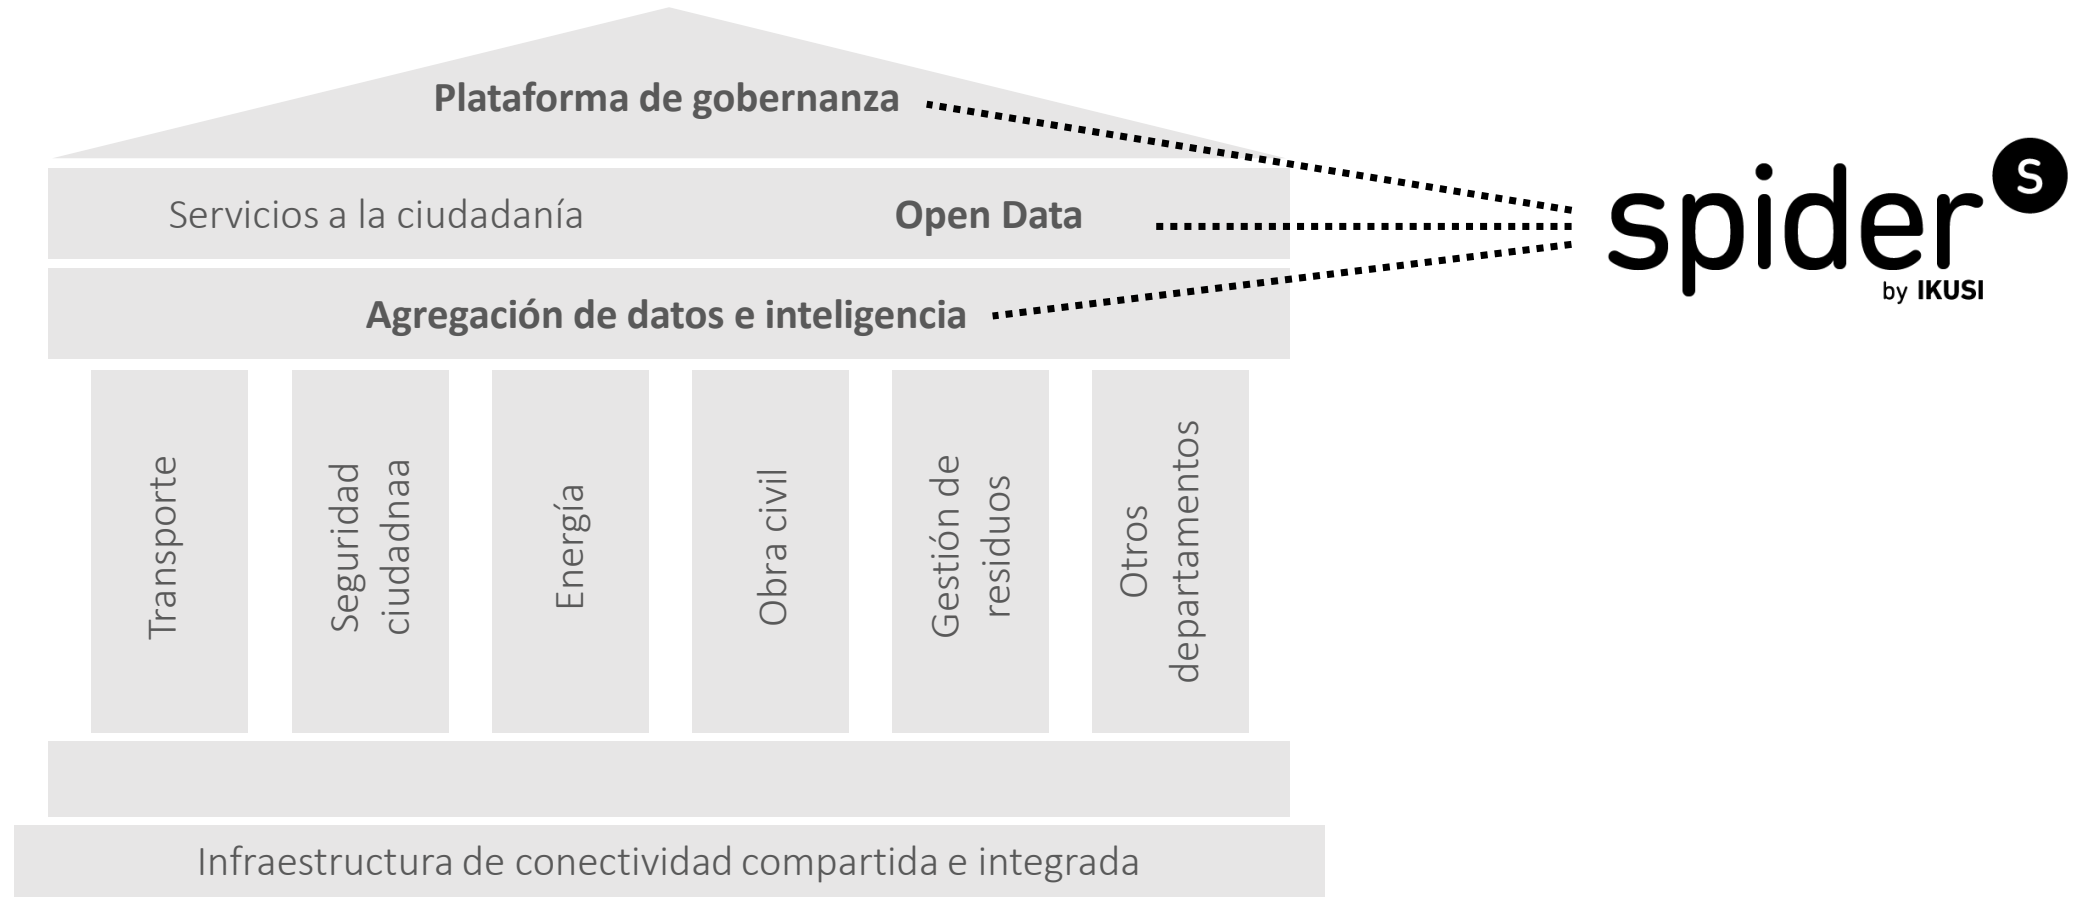 Plataforma de gobernanza
Servicios a la ciudadanía
Open Data
Agregación de datos e inteligencia
Transporte
Seguridad
ciudadnaa
Energía
Obra civil
Gestión de
residuos
Otros
departamentos
Infraestructura de conectividad compartida e integrada
spider S
by IKUSI